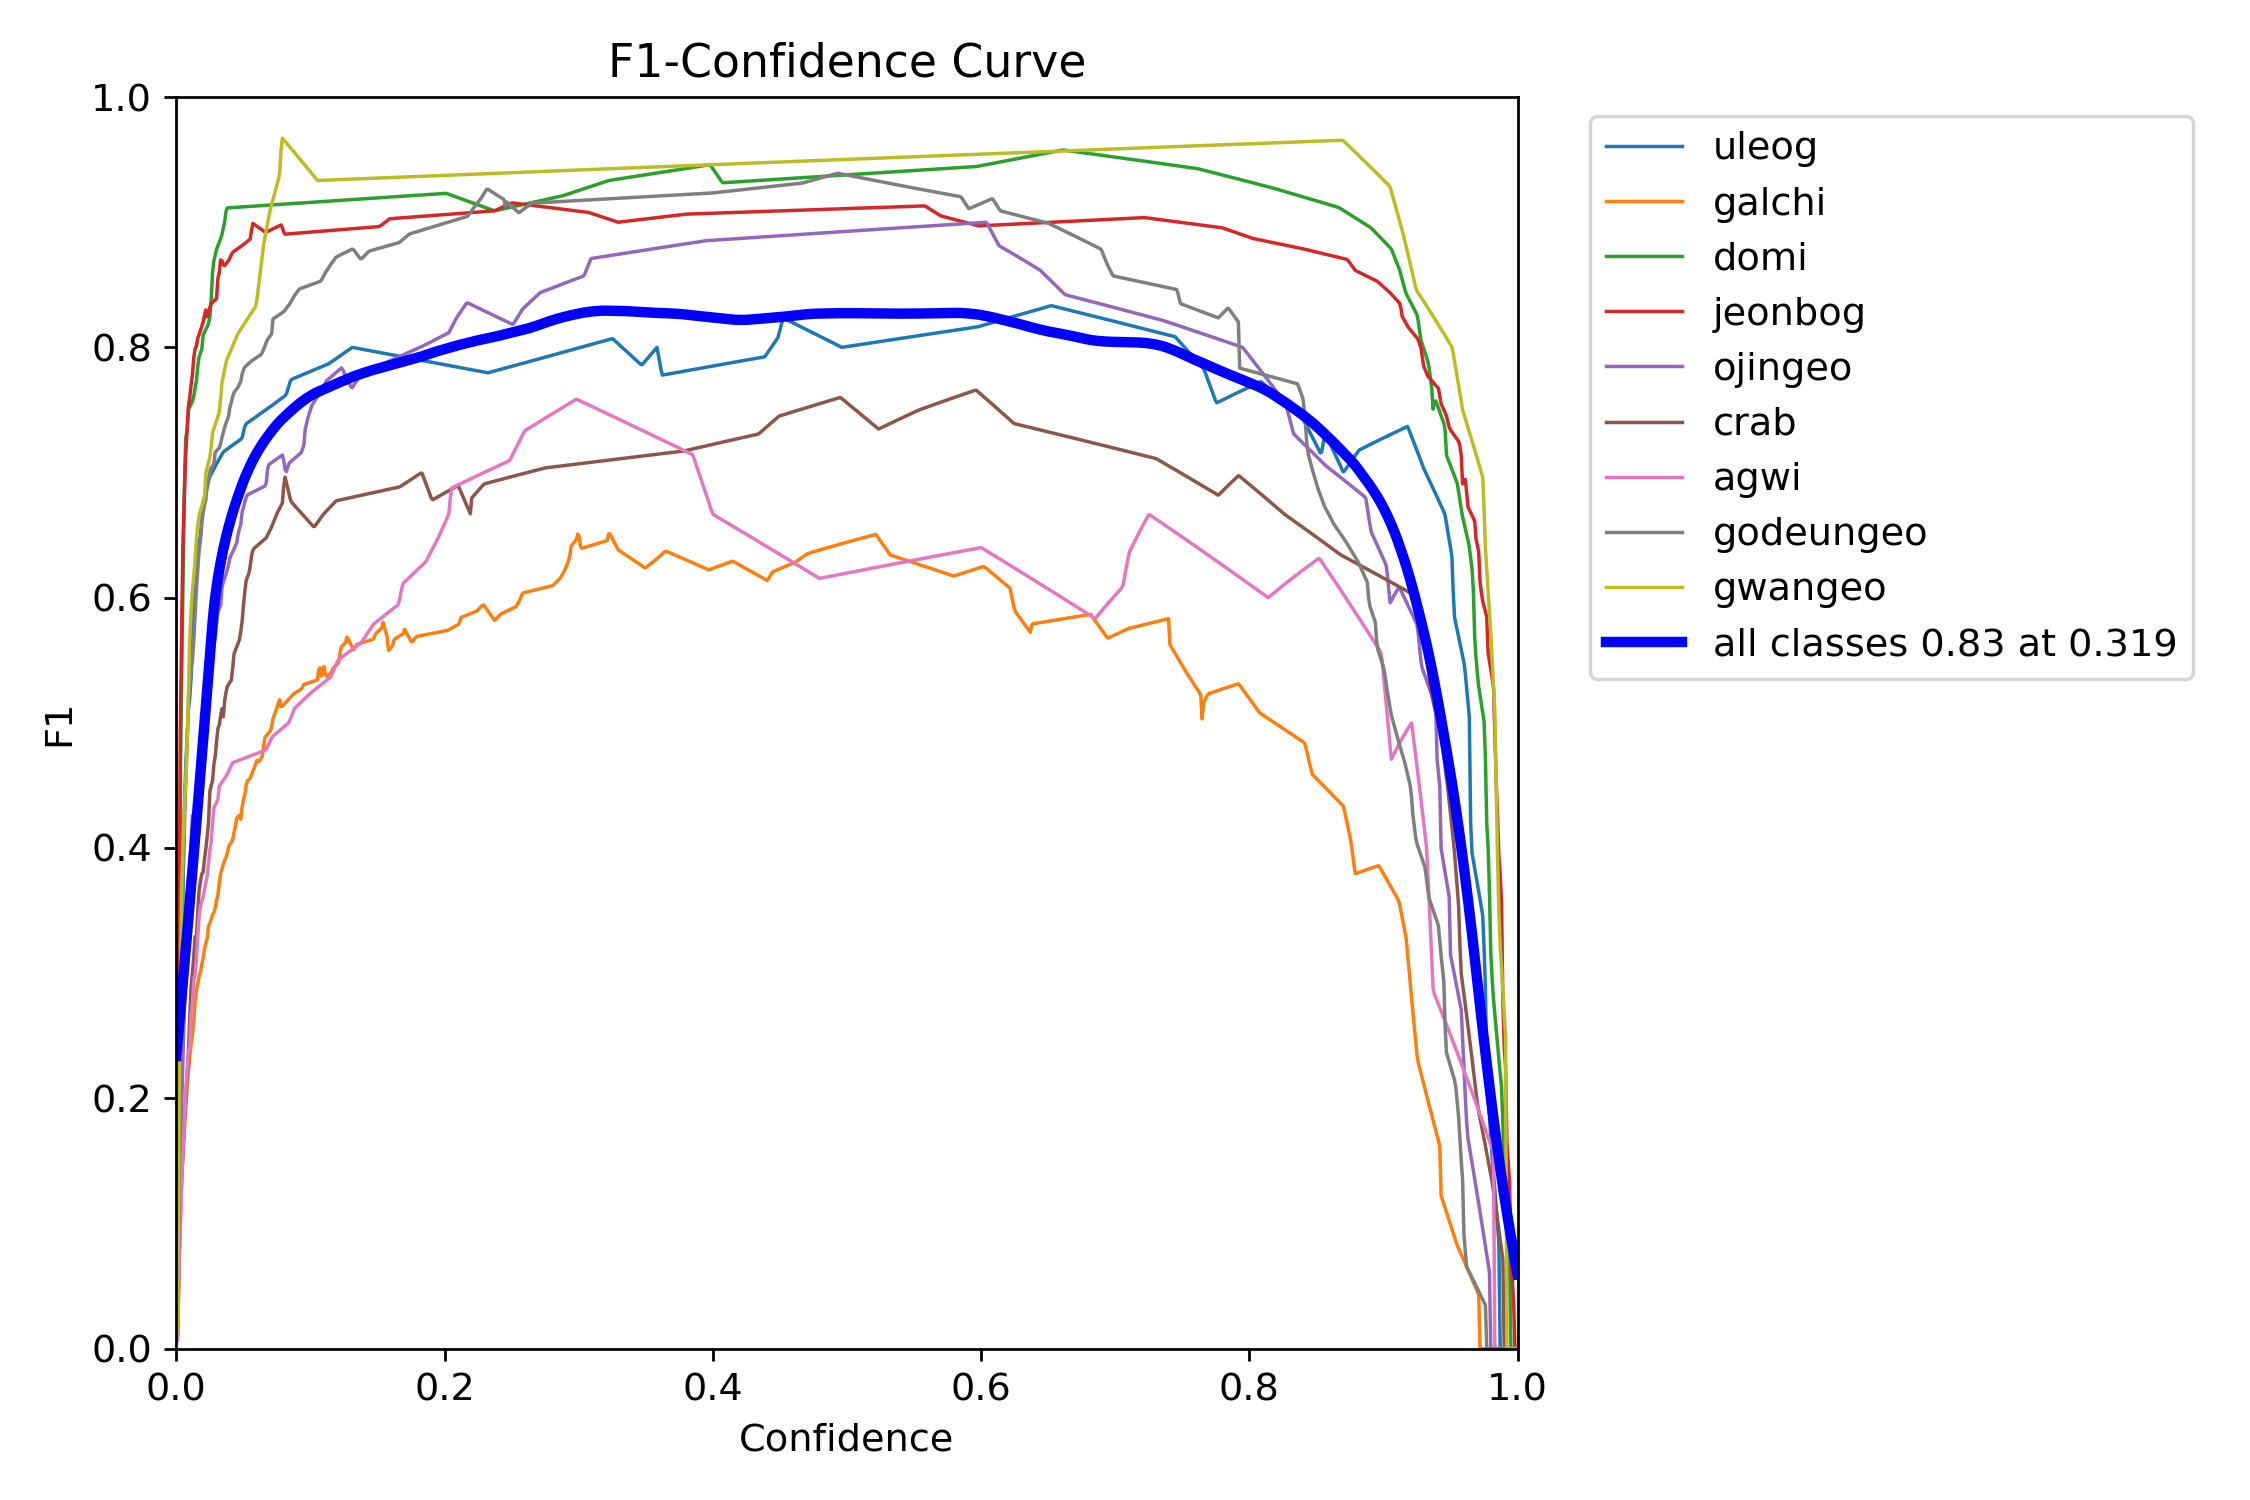 F1-Confidence Curve
1.0
0.8
0.6
0.4
0.2
0.0
F1
0.0 0.2 0.4 0.6 0.8 1.0
Confidence
uleog
galchi
domi
jeonbog
ojingeo
crab
agwi
godeungeo
gwangeo
all classes 0.83 at 0.319